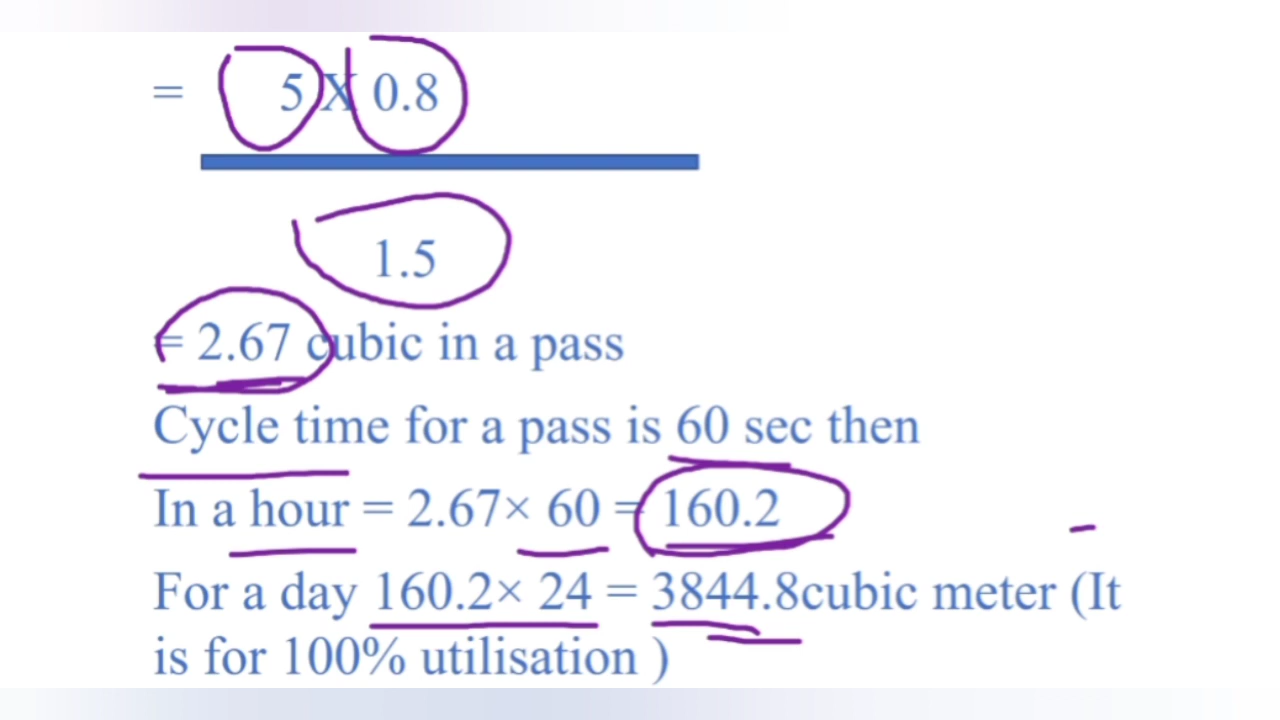 = 5 X 0.8
1.5
= 2.67 cubic in a pass
Cycle time for a pass is 60 sec then
In a hour = 2.67× 60 = 160.2
For a day 160.2× 24 = 3844.8cubic meter (It
is for 100% utilisation )